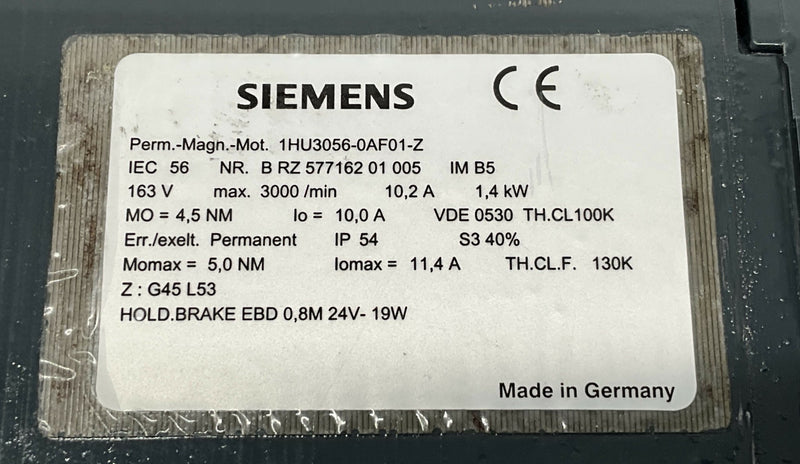 SIEMENS CE
Perm.-Magn.-Mot. 1HU3056-0AF01-Z
IEC 56 NR. B RZ 577162 01 005 IM B5
163 V max. 3000 /min 10,2 A 1,4 kW
MO = 4,5 NM Io = 10,0 A VDE 0530 TH.CL100K
Err./exelt. Permanent IP 54 S3 40%
Momax = 5,0 NM Iomax = 11,4 A TH.CL.F. 130K
Z : G45 L53
HOLD.BRAKE EBD 0,8M 24V- 19W
Made in Germany